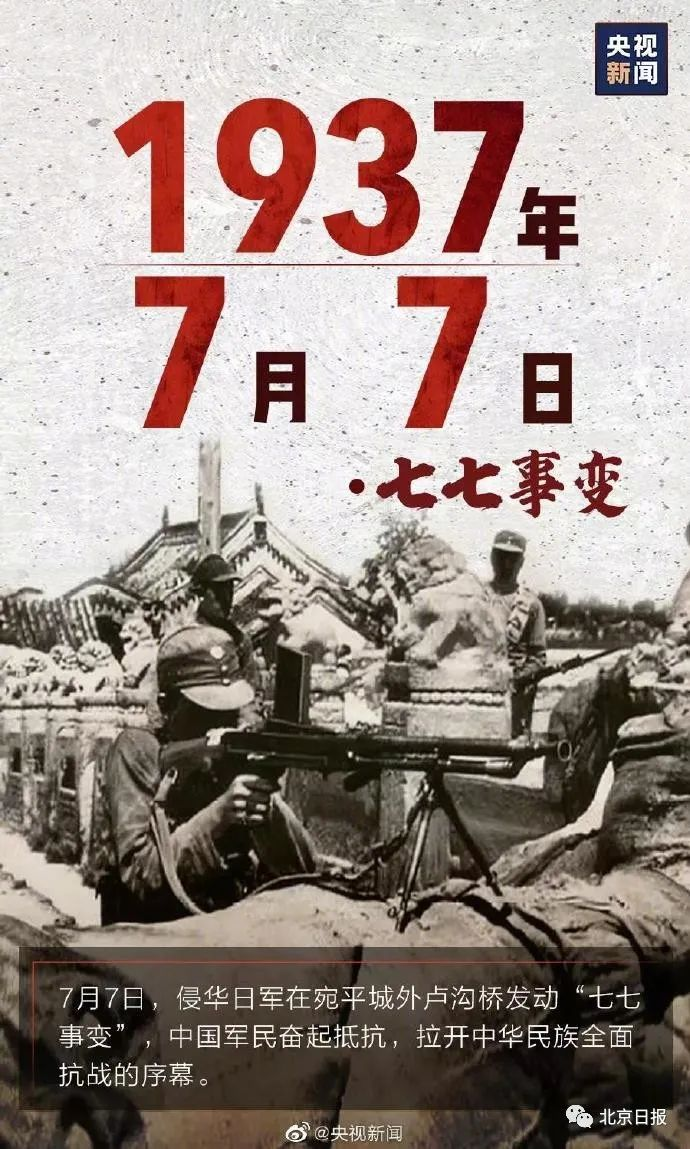 央视
新闻
1937年
7月7日
·七七事变
7月7日，侵华日军在宛平城外卢沟桥发动“七七
事变”，中国军民奋起抵抗，拉开中华民族全面
抗战的序幕。
北京日报
@央视新闻